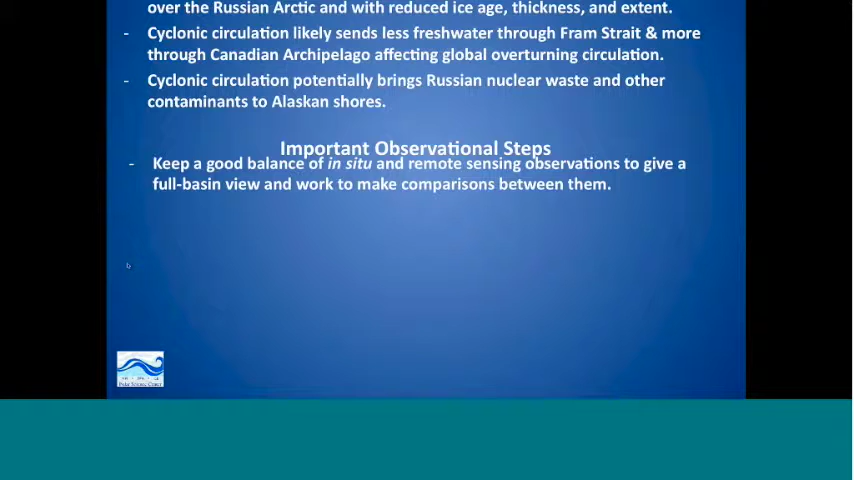 over the Russian Arctic and with reduced ice age, thickness, and extent.
- Cyclonic circulation likely sends less freshwater through Fram Strait & more
through Canadian Archipelago affecting global overturning circulation.
- Cyclonic circulation potentially brings Russian nuclear waste and other
contaminants to Alaskan shores.
Important Observational Steps
- Keep a good balance of in situ and remote sensing observations to give a
full-basin view and work to make comparisons between them.
Polar Science Center